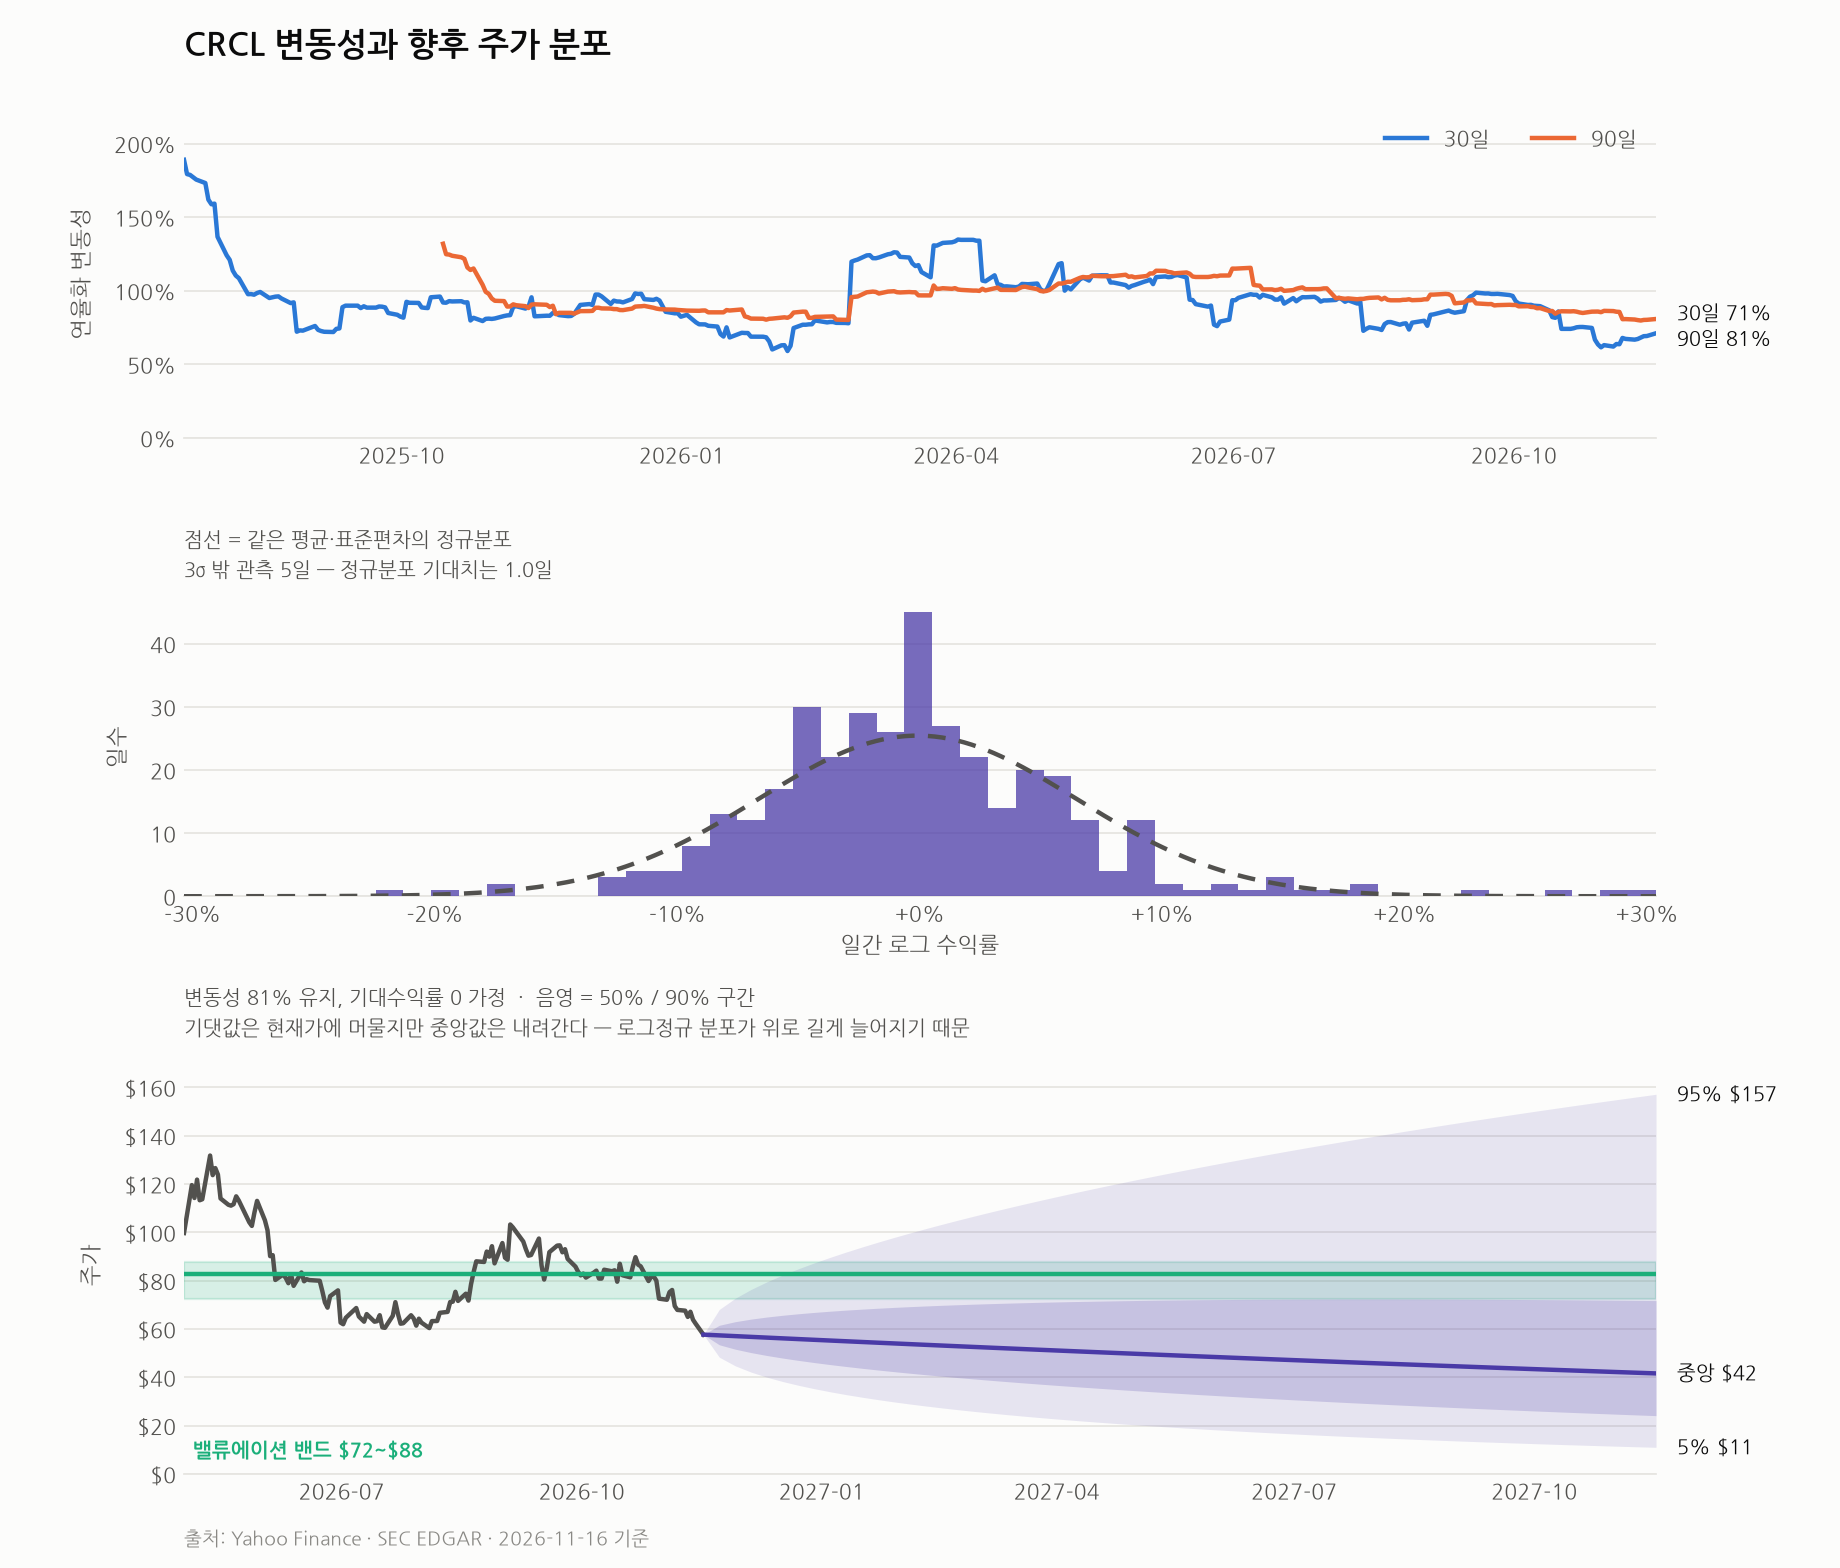 CRCL 변동성과 향후 주가 분포
30일
90일
200%
150%
100%
50%
0%
연율화 변동성
30일 71%
90일 81%
2025-10
2026-01
2026-04
2026-07
2026-10
점선 = 같은 평균·표준편차의 정규분포
3σ 밖 관측 5일 — 정규분포 기대치는 1.0일
40
30
20
10
0
일수
-30%
-20%
-10%
+0%
+10%
+20%
+30%
일간 로그 수익률
변동성 81% 유지, 기대수익률 0 가정 · 음영 = 50% / 90% 구간
기댓값은 현재가에 머물지만 중앙값은 내려간다 — 로그정규 분포가 위로 길게 늘어지기 때문
$160
$140
$120
$100
$80
$60
$40
$20
$0
주가
95% $157
중앙 $42
5% $11
밸류에이션 밴드 $72~$88
2026-07
2026-10
2027-01
2027-04
2027-07
2027-10
출처: Yahoo Finance · SEC EDGAR · 2026-11-16 기준